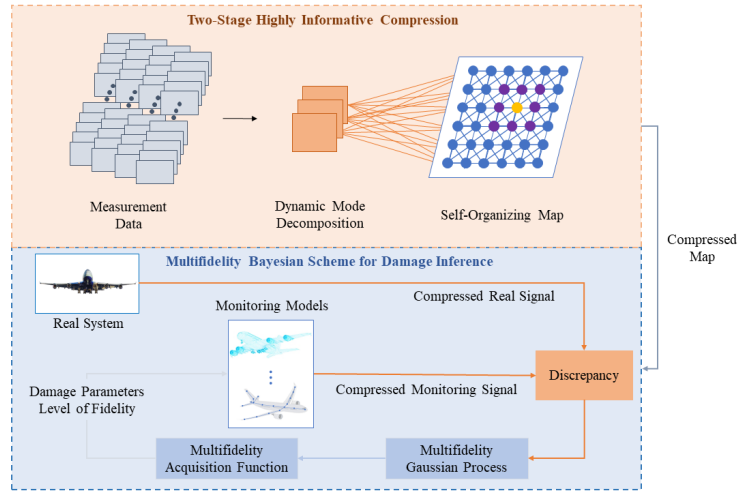 Two-Stage Highly Informative Compression
Measurement
Data
Dynamic Mode
Decomposition
Self-Organizing Map
Compressed
Map
Multifidelity Bayesian Scheme for Damage Inference
Real System
Compressed Real Signal
Monitoring Models
Damage Parameters
Level of Fidelity
Compressed Monitoring Signal
Discrepancy
Multifidelity
Acquisition Function
Multifidelity
Gaussian Process